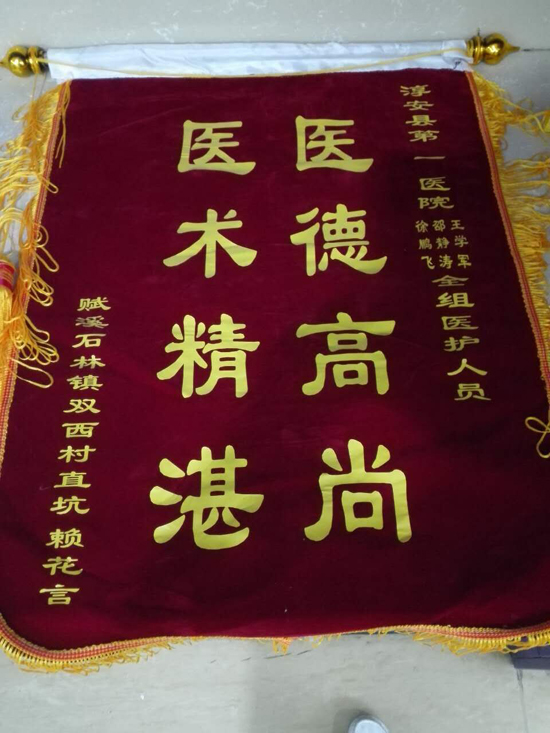 淳安县第一医院
王学军
邵静涛
徐鹏飞
全组医护人员
医德高尚
医术精湛
赋溪石林镇双西村直坑 赖花言